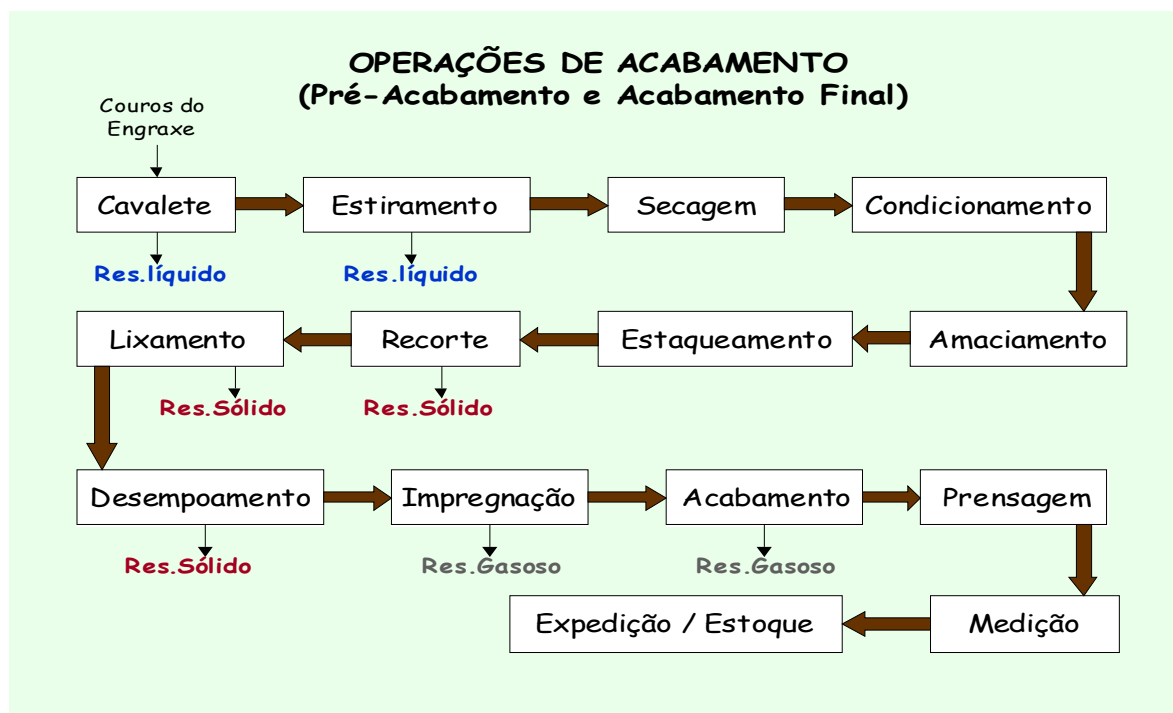 OPERAÇÕES DE ACABAMENTO
(Pré-Acabamento e Acabamento Final)
Couros do
Engraxe
Cavalete
Estiramento
Secagem
Condicionamento
Res.líquido
Res.líquido
Lixamento
Recorte
Estaqueamento
Amaciamento
Res.Sólido
Res.Sólido
Desempoamento
Impregnação
Acabamento
Prensagem
Res.Sólido
Res.Gasoso
Res.Gasoso
Expedição / Estoque
Medição